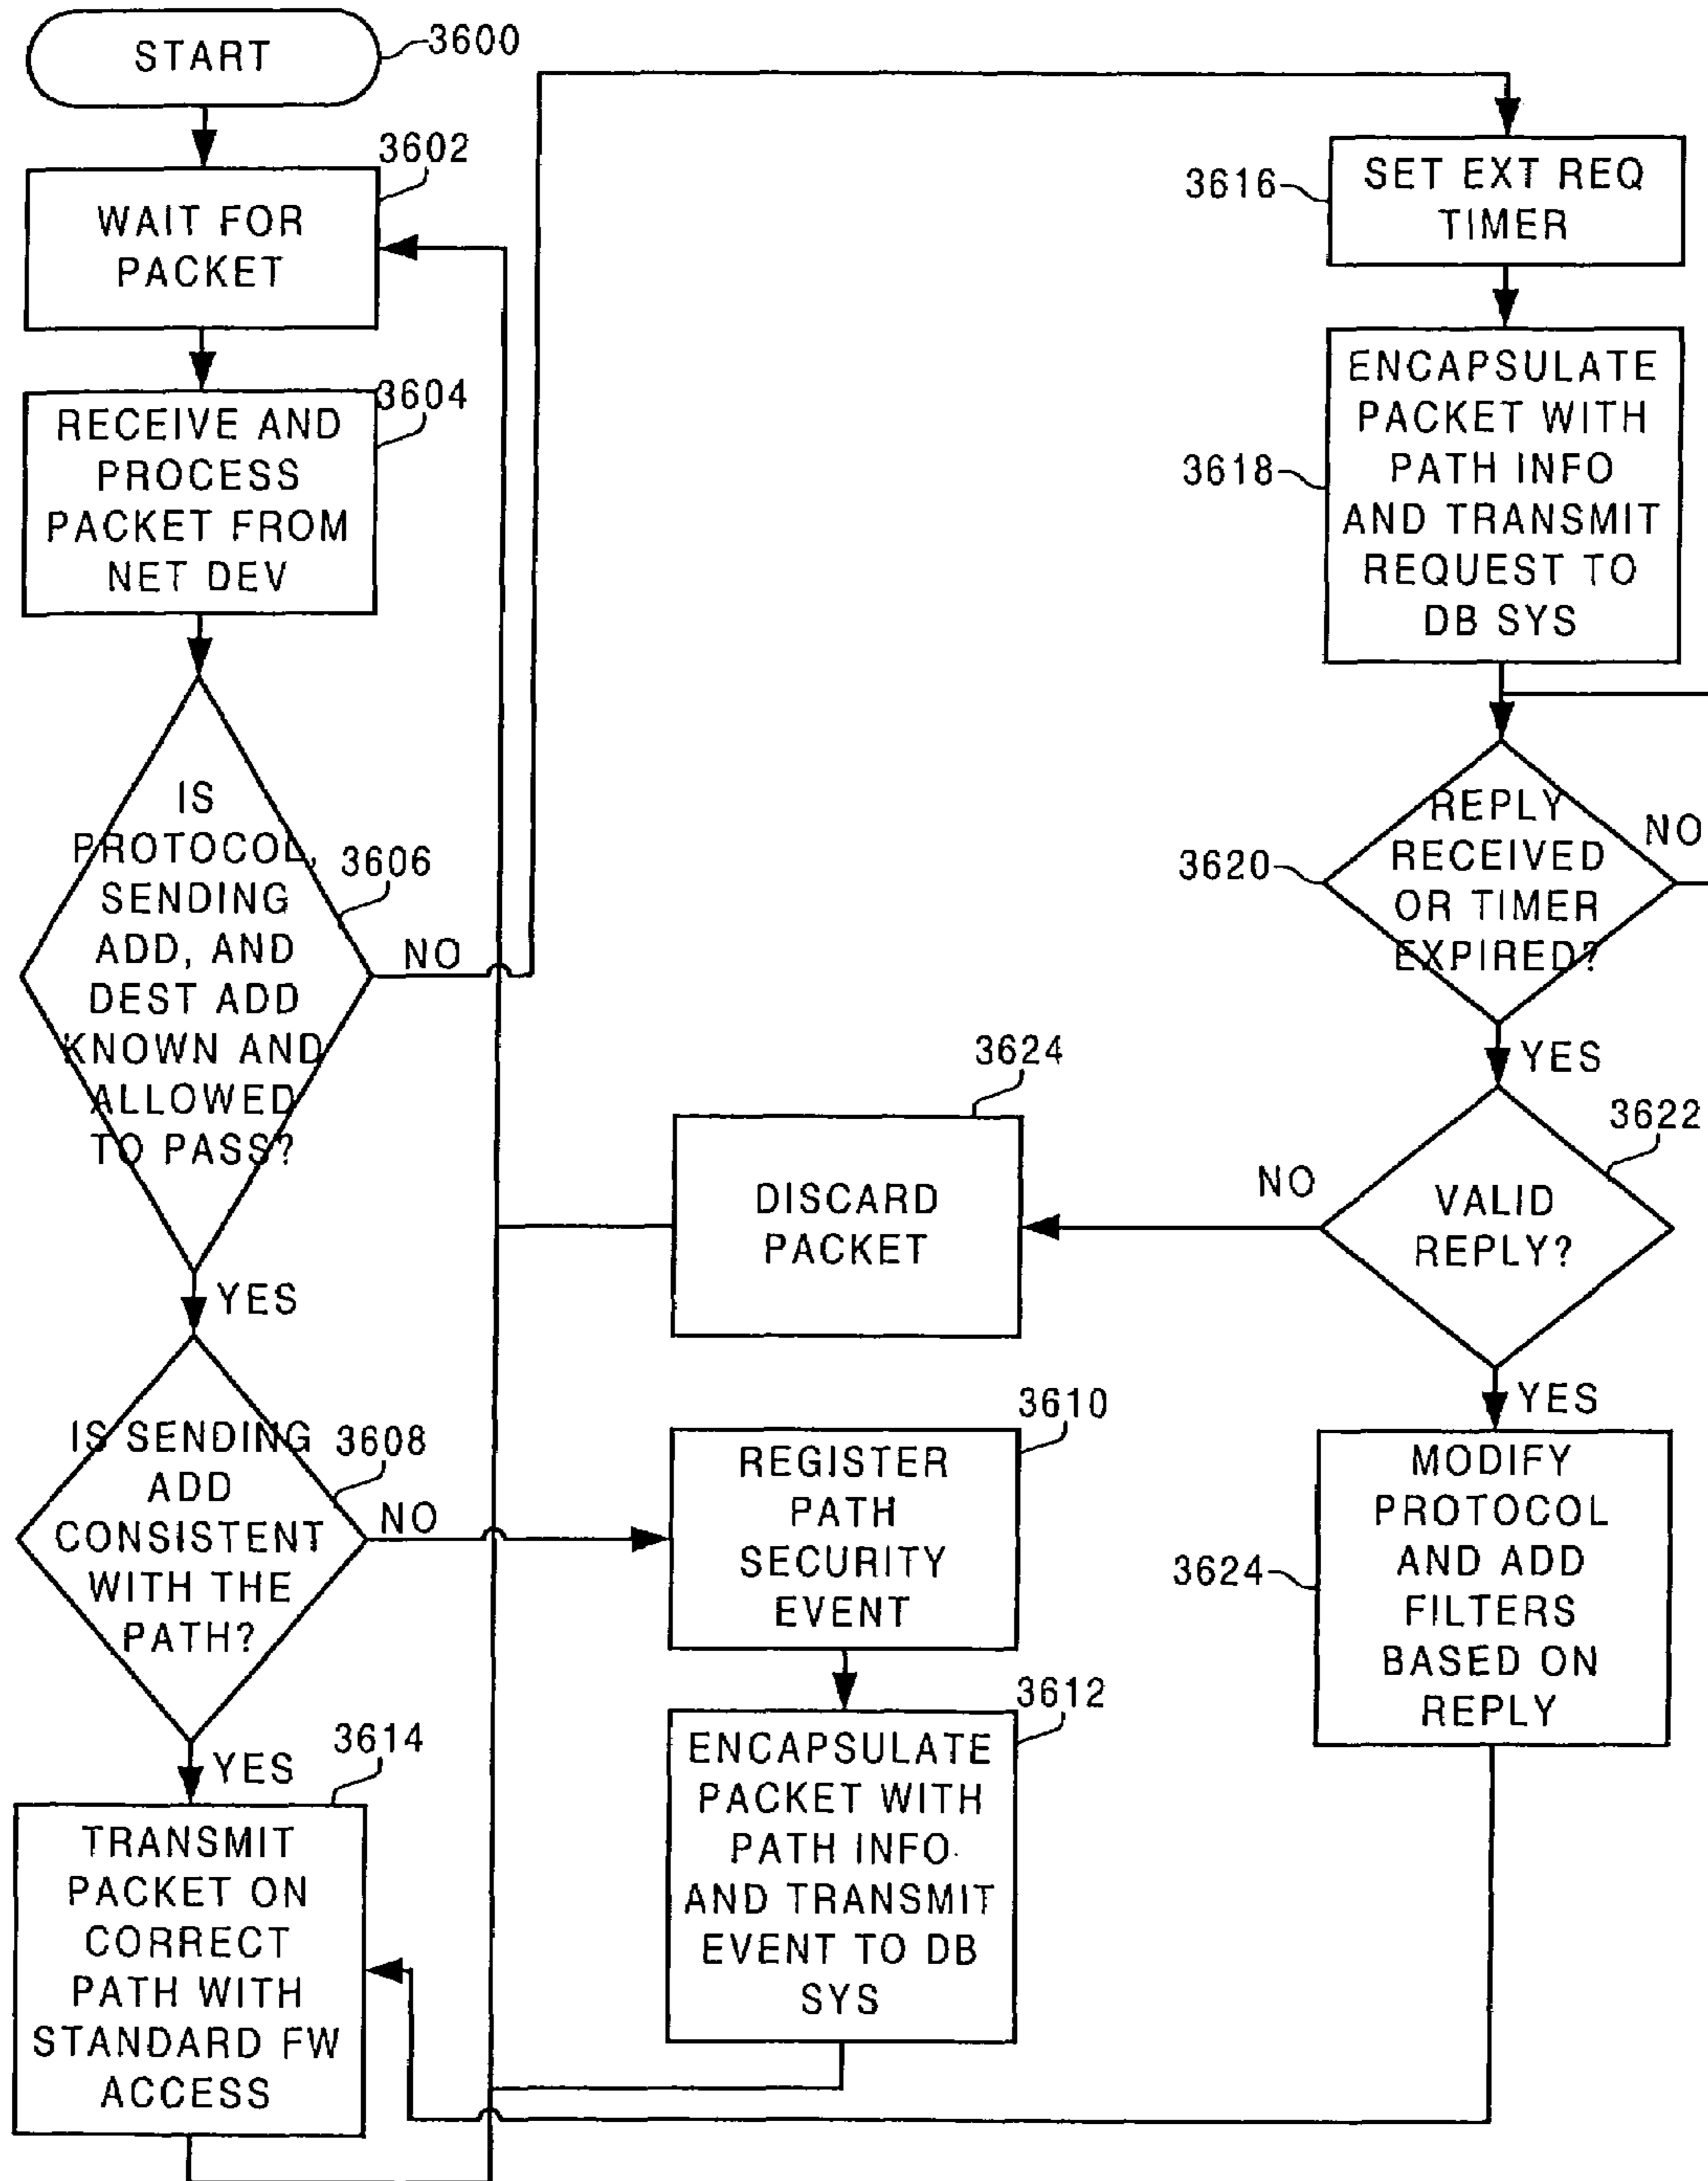 START
3600
3602
WAIT FOR
PACKET
3604
RECEIVE AND
PROCESS
PACKET FROM
NET DEV
IS
PROTOCOL,
SENDING
ADD, AND
DEST ADD
KNOWN AND
ALLOWED
TO PASS?
3606
NO
YES
IS SENDING
ADD
CONSISTENT
WITH THE
PATH?
3608
NO
YES
3614
TRANSMIT
PACKET ON
CORRECT
PATH WITH
STANDARD FW
ACCESS
3624
DISCARD
PACKET
3610
REGISTER
PATH
SECURITY
EVENT
3612
ENCAPSULATE
PACKET WITH
PATH INFO
AND TRANSMIT
EVENT TO DB
SYS
3616
SET EXT REQ
TIMER
3618
ENCAPSULATE
PACKET WITH
PATH INFO
AND TRANSMIT
REQUEST TO
DB SYS
3620
REPLY
RECEIVED
OR TIMER
EXPIRED?
NO
YES
3622
VALID
REPLY?
NO
YES
3624
MODIFY
PROTOCOL
AND ADD
FILTERS
BASED ON
REPLY